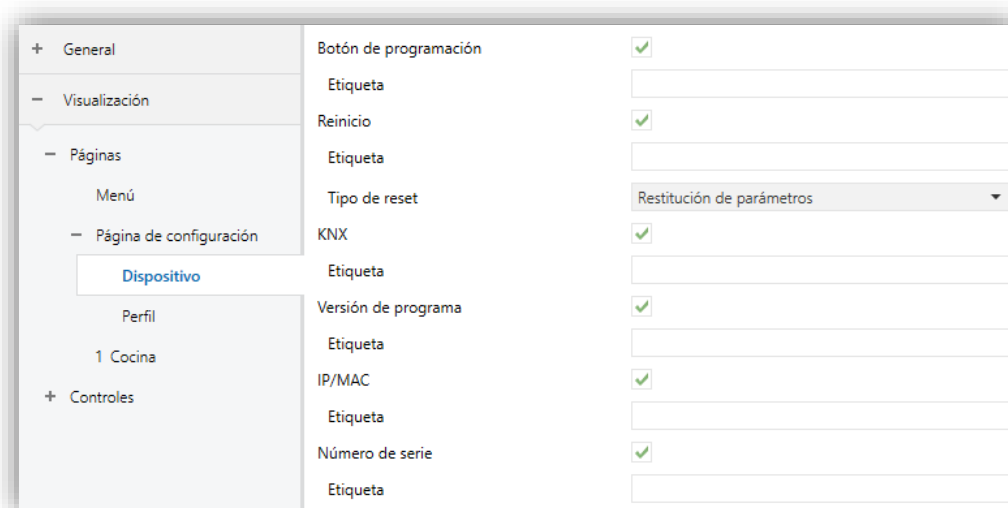 + General
− Visualización
− Páginas
Menú
− Página de configuración
Dispositivo
Perfil
1 Cocina
+ Controles
Botón de programación
Etiqueta
Reinicio
Etiqueta
Tipo de reset Restitución de parámetros
KNX
Etiqueta
Versión de programa
Etiqueta
IP/MAC
Etiqueta
Número de serie
Etiqueta